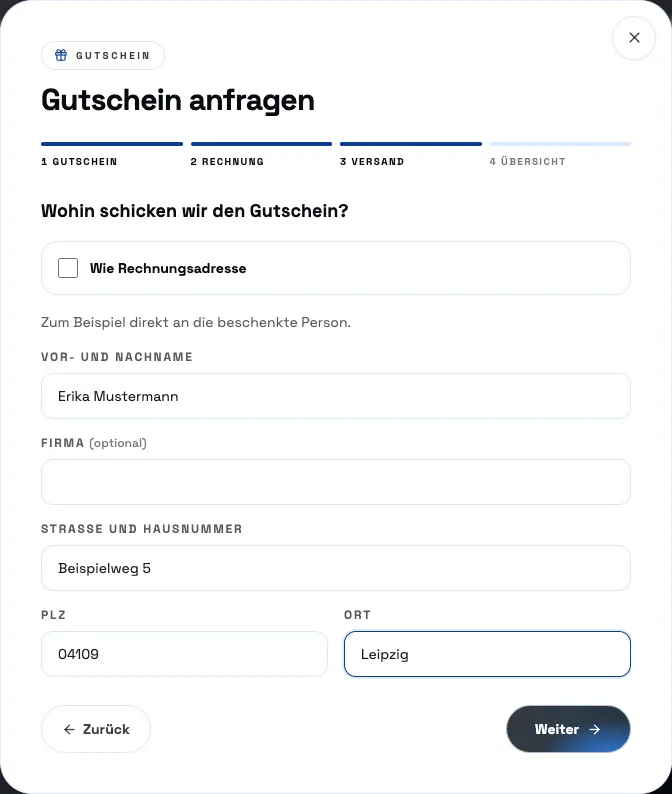 GUTSCHEIN
Gutschein anfragen
1 GUTSCHEIN 2 RECHNUNG 3 VERSAND 4 ÜBERSICHT
Wohin schicken wir den Gutschein?
Wie Rechnungsadresse
Zum Beispiel direkt an die beschenkte Person.
VOR- UND NACHNAME
Erika Mustermann
FIRMA (optional)
STRASSE UND HAUSNUMMER
Beispielweg 5
PLZ ORT
04109 Leipzig
← Zurück Weiter →